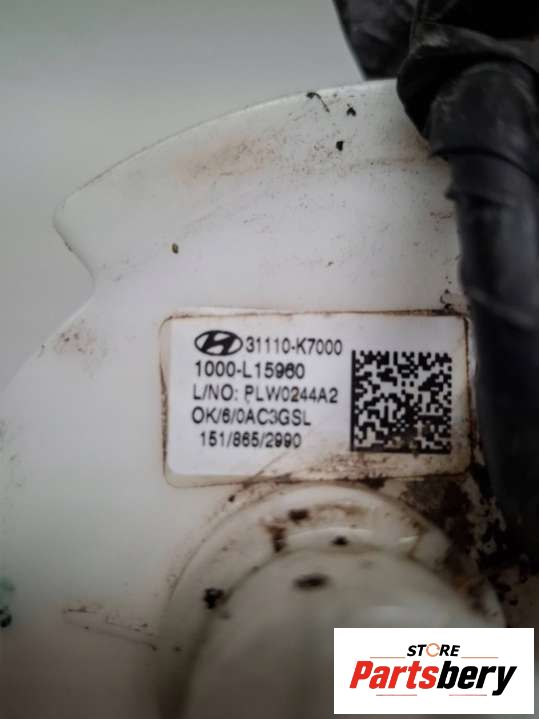 31110-K7000
1000-L15960
L/NO: PLW0244A2
OK/6/0AC3GSL
151/865/2990
STORE
Partsbery